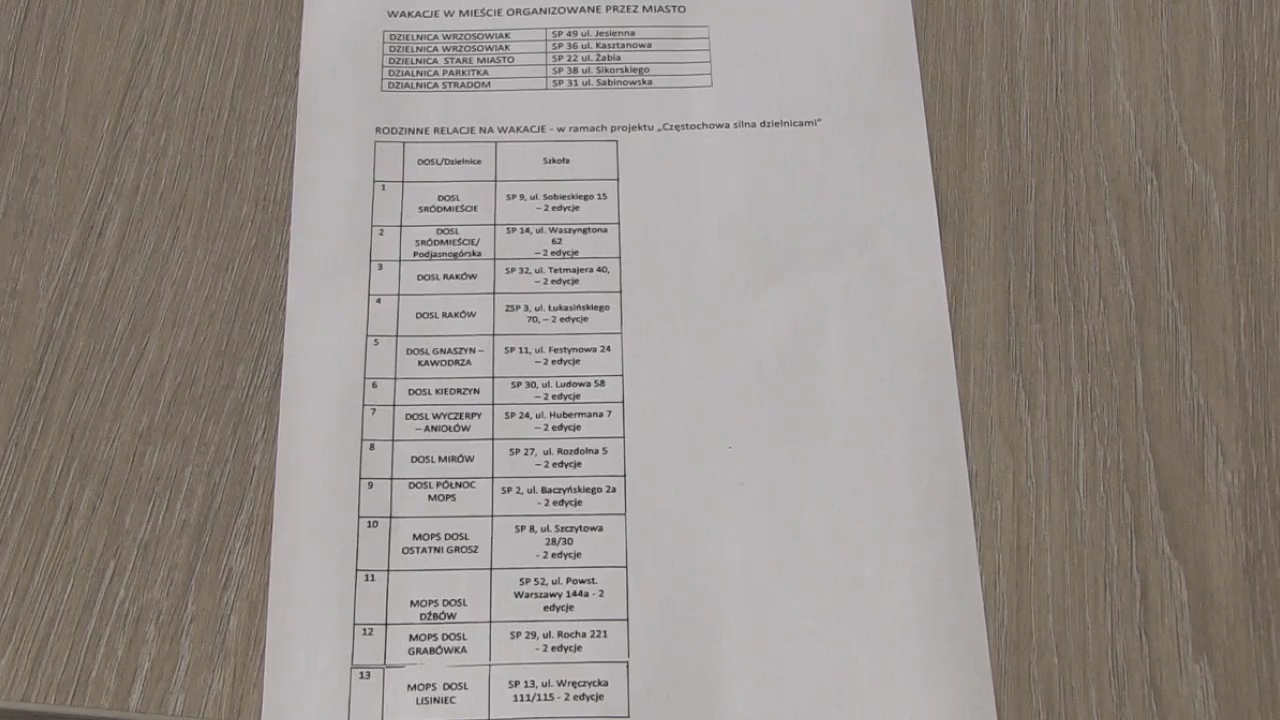 WAKACJE W MIEŚCIE ORGANIZOWANE PRZEZ MIASTO
DZIELNICA WRZOSOWIAK SP 49 ul. Jesienna
DZIELNICA WRZOSOWIAK SP 36 ul. Kasztanowa
DZIELNICA STARE MIASTO SP 22 ul. Żabia
DZIALNICA PARKITKA SP 38 ul. Sikorskiego
DZIALNICA STRADOM SP 31 ul. Sabinowska
RODZINNE RELACJE NA WAKACJE - w ramach projektu „Częstochowa silna dzielnicami"
DOSL/Dzielnice Szkoła
1
DOSL
SRÓDMIEŚCIE
SP 9, ul. Sobieskiego 15
– 2 edycje
2
DOSL
SRÓDMIEŚCIE/
Podjasnogórska
SP 14, ul. Waszyngtona
62
– 2 edycje
3
DOSL RAKÓW
SP 32, ul. Tetmajera 40,
– 2 edycje
4
DOSL RAKÓW
ZSP 3, ul. Łukasińskiego
70, – 2 edycje
5
DOSL GNASZYN –
KAWODRZA
SP 11, ul. Festynowa 24
– 2 edycje
6
DOSL KIEDRZYN
SP 30, ul. Ludowa 58
– 2 edycje
7
DOSL WYCZERPY
– ANIOŁÓW
SP 24, ul. Hubermana 7
– 2 edycje
8
DOSL MIRÓW
SP 27, ul. Rozdolna 5
– 2 edycje
9
DOSL PÓŁNOC
MOPS
SP 2, ul. Baczyńskiego 2a
- 2 edycje
10
MOPS DOSL
OSTATNI GROSZ
SP 8, ul. Szczytowa
28/30
- 2 edycje
11
MOPS DOSL
DŹBÓW
SP 52, ul. Powst.
Warszawy 144a - 2
edycje
12
MOPS DOSL
GRABÓWKA
SP 29, ul. Rocha 221
- 2 edycje
13
MOPS DOSL
LISINIEC
SP 13, ul. Wręczycka
111/115 - 2 edycje